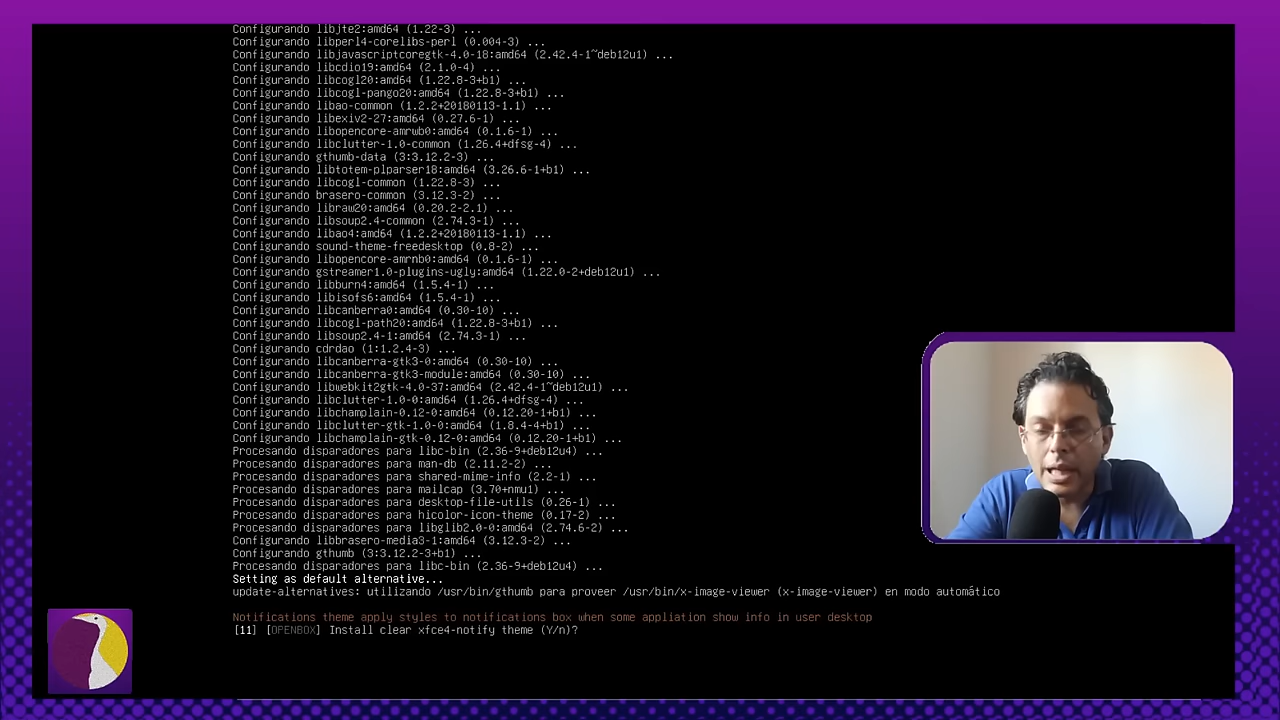 Configurando libjte2:amd64 (1.22-3) ...
Configurando libperl4-corelibs-perl (0.004-3) ...
Configurando libjavascriptcoregtk-4.0-18:amd64 (2.42.4-1~deb12u1) ...
Configurando libcdio19:amd64 (2.1.0-4) ...
Configurando libcogl20:amd64 (1.22.8-3+b1) ...
Configurando libcogl-pango20:amd64 (1.22.8-3+b1) ...
Configurando libao-common (1.2.2+20180113-1.1) ...
Configurando libexiv2-27:amd64 (0.27.6-1) ...
Configurando libopencore-amrwb0:amd64 (0.1.6-1) ...
Configurando libclutter-1.0-common (1.26.4+dfsg-4) ...
Configurando gthumb-data (3:3.12.2-3) ...
Configurando libtotem-plparser18:amd64 (3.26.6-1+b1) ...
Configurando libcogl-common (1.22.8-3) ...
Configurando brasero-common (3.12.3-2) ...
Configurando libraw20:amd64 (0.20.2-2.1) ...
Configurando libsoup2.4-common (2.74.3-1) ...
Configurando libao4:amd64 (1.2.2+20180113-1.1) ...
Configurando sound-theme-freedesktop (0.8-2) ...
Configurando libopencore-amrnb0:amd64 (0.1.6-1) ...
Configurando gstreamer1.0-plugins-ugly:amd64 (1.22.0-2+deb12u1) ...
Configurando libburn4:amd64 (1.5.4-1) ...
Configurando libisofs6:amd64 (1.5.4-1) ...
Configurando libcanberra0:amd64 (0.30-10) ...
Configurando libcogl-path20:amd64 (1.22.8-3+b1) ...
Configurando libsoup2.4-1:amd64 (2.74.3-1) ...
Configurando cdrdao (1:1.2.4-3) ...
Configurando libcanberra-gtk3-0:amd64 (0.30-10) ...
Configurando libcanberra-gtk3-module:amd64 (0.30-10) ...
Configurando libwebkit2gtk-4.0-37:amd64 (2.42.4-1~deb12u1) ...
Configurando libclutter-1.0-0:amd64 (1.26.4+dfsg-4) ...
Configurando libchamplain-0.12-0:amd64 (0.12.20-1+b1) ...
Configurando libclutter-gtk-1.0-0:amd64 (1.8.4-4+b1) ...
Configurando libchamplain-gtk-0.12-0:amd64 (0.12.20-1+b1) ...
Procesando disparadores para libc-bin (2.36-9+deb12u4) ...
Procesando disparadores para man-db (2.11.2-2) ...
Procesando disparadores para shared-mime-info (2.2-1) ...
Procesando disparadores para mailcap (3.70+nmu1) ...
Procesando disparadores para desktop-file-utils (0.26-1) ...
Procesando disparadores para hicolor-icon-theme (0.17-2) ...
Procesando disparadores para libglib2.0-0:amd64 (2.74.6-2) ...
Configurando libbrasero-media3-1:amd64 (3.12.3-2) ...
Configurando gthumb (3:3.12.2-3+b1) ...
Procesando disparadores para libc-bin (2.36-9+deb12u4) ...
Setting as default alternative...
update-alternatives: utilizando /usr/bin/gthumb para proveer /usr/bin/x-image-viewer (x-image-viewer) en modo automático
Notifications theme apply styles to notifications box when some appliation show info in user desktop
[11] [OPENBOX] Install clear xfce4-notify theme (Y/n)?